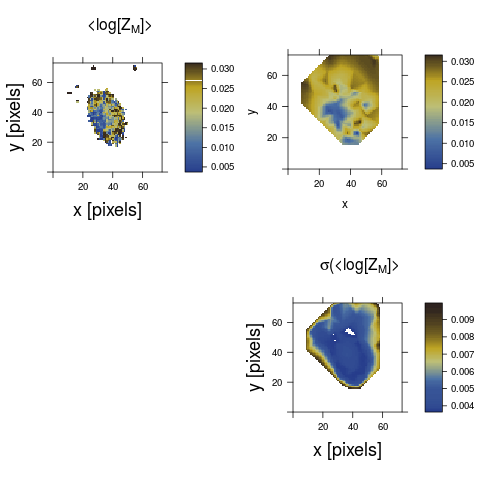 <log[Z_M]>
60
40
20
20 40 60
x [pixels]
y [pixels]
0.030
0.025
0.020
0.015
0.010
0.005
60
40
20
20 40 60
x
y
0.030
0.025
0.020
0.015
0.010
0.005
σ(<log[Z_M]>
60
40
20
20 40 60
x [pixels]
y [pixels]
0.009
0.008
0.007
0.006
0.005
0.004